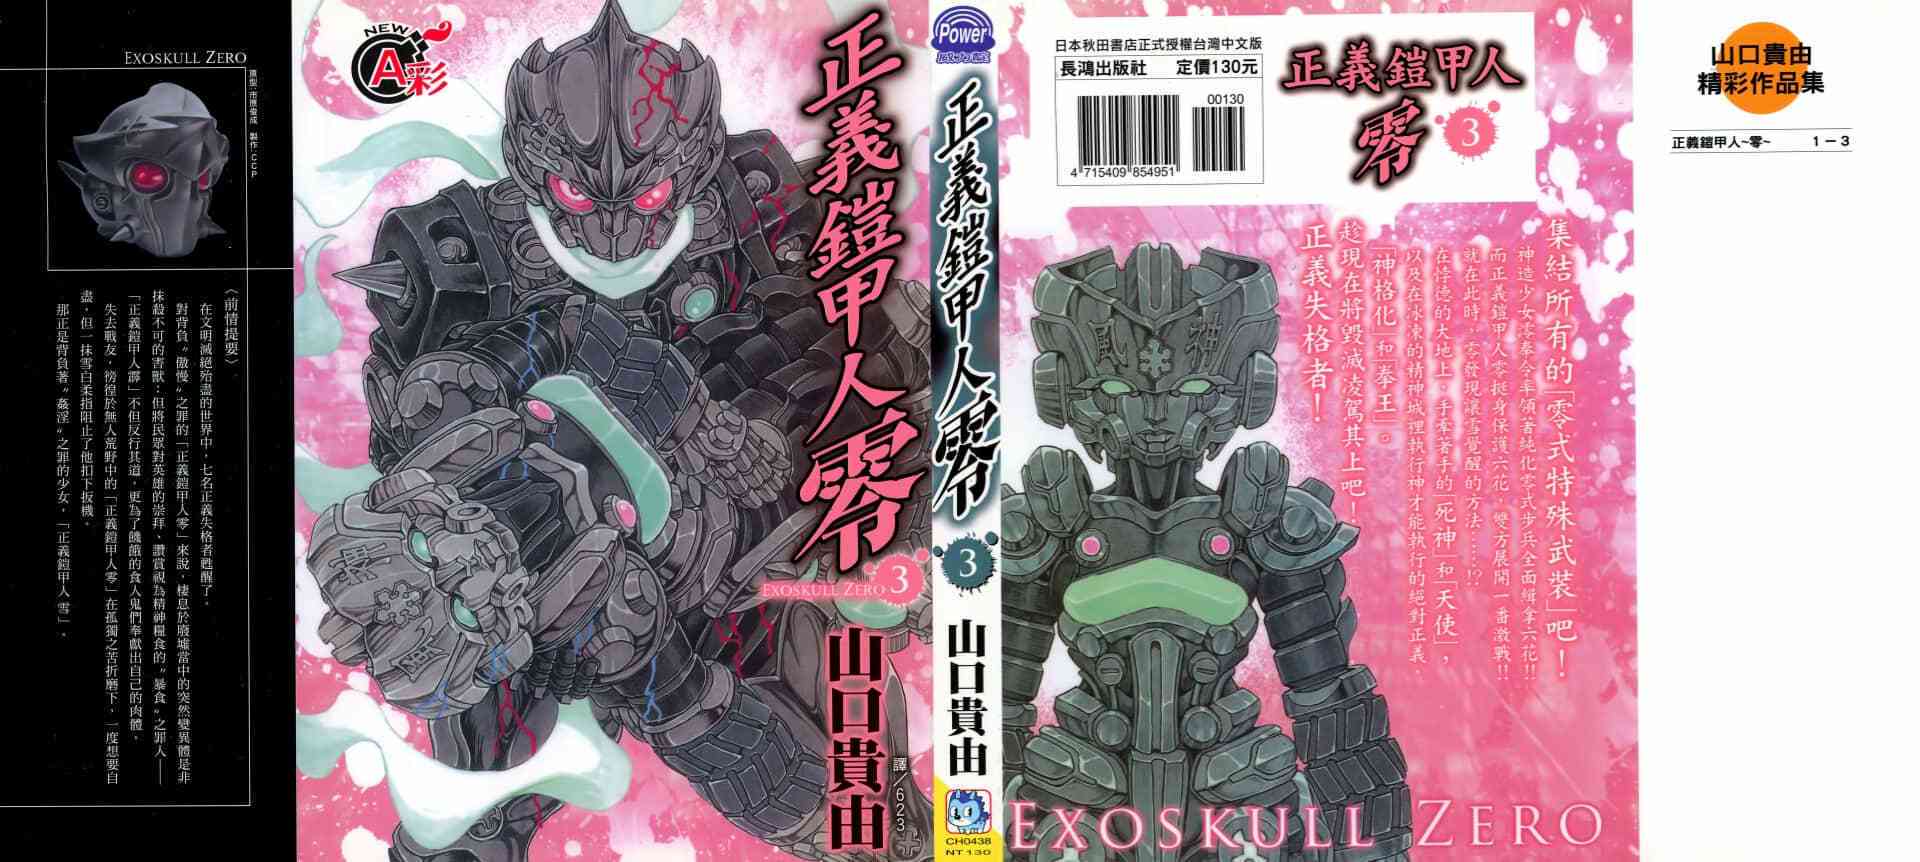 EXOSKULL ZERO
原型:市原俊成 製作:CCP
〈前情提要〉
在文明滅絕殆盡的世界中，七名正義失格者甦醒了。
對背負〝傲慢〞之罪的「正義鎧甲人零」來說，棲息於廢墟當中的突然變異體是非
抹殺不可的害獸；但將民眾對英雄的崇拜、讚賞視為精神糧食的〝暴食〞之罪人——
「正義鎧甲人霹」不但反行其道，更為了饑餓的食人鬼們奉獻出自己的肉體。
失去戰友，徬徨於無人荒野中的「正義鎧甲人零」在孤獨之苦折磨下，一度想要自
盡，但一抹雪白柔指阻止了他扣下扳機。
那正是背負著〝姦淫〞之罪的少女，「正義鎧甲人 雪」。
NEW
A彩
正義鎧甲人零
EXOSKULL ZERO 3
山口貴由
譯/623
Power
正義鎧甲人零
3
山口貴由
CH0438
NT 130
日本秋田書店正式授權台灣中文版
長鴻出版社 定價130元
00130
4 715409 854951
正義鎧甲人
零 3
集結所有的「零式特殊武裝」吧！
神造少女零奉令率領者純化零式步兵全面緝拿六花!!
而正義鎧甲人零挺身保護六花，雙方展開一番激戰!!
就在此時，零發現讓雪覺醒的方法……!?
在悖德的大地上，手牽著手的「死神」和「天使」，
以及在冰凍的精神城裡執行神才能執行的絕對正義，
「神格化」和「拳王」。
趁現在將毀滅凌駕其上吧！
正義失格者！
神
EXOSKULL ZERO
山口貴由
精彩作品集
正義鎧甲人~零~ 1－3